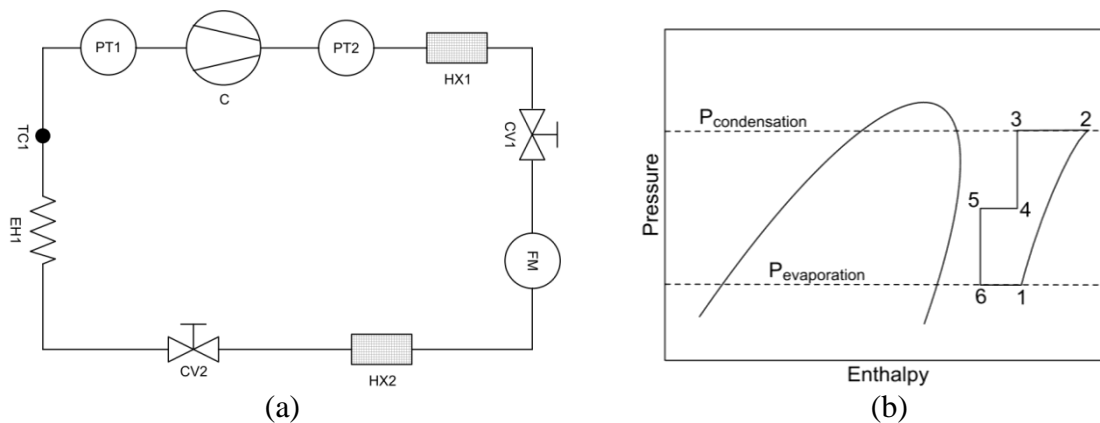 PT1
C
PT2
HX1
CV1
FM
HX2
CV2
EH1
TC1
(a)
Pressure
Pcondensation
3
2
5
4
Pevaporation
6
1
Enthalpy
(b)